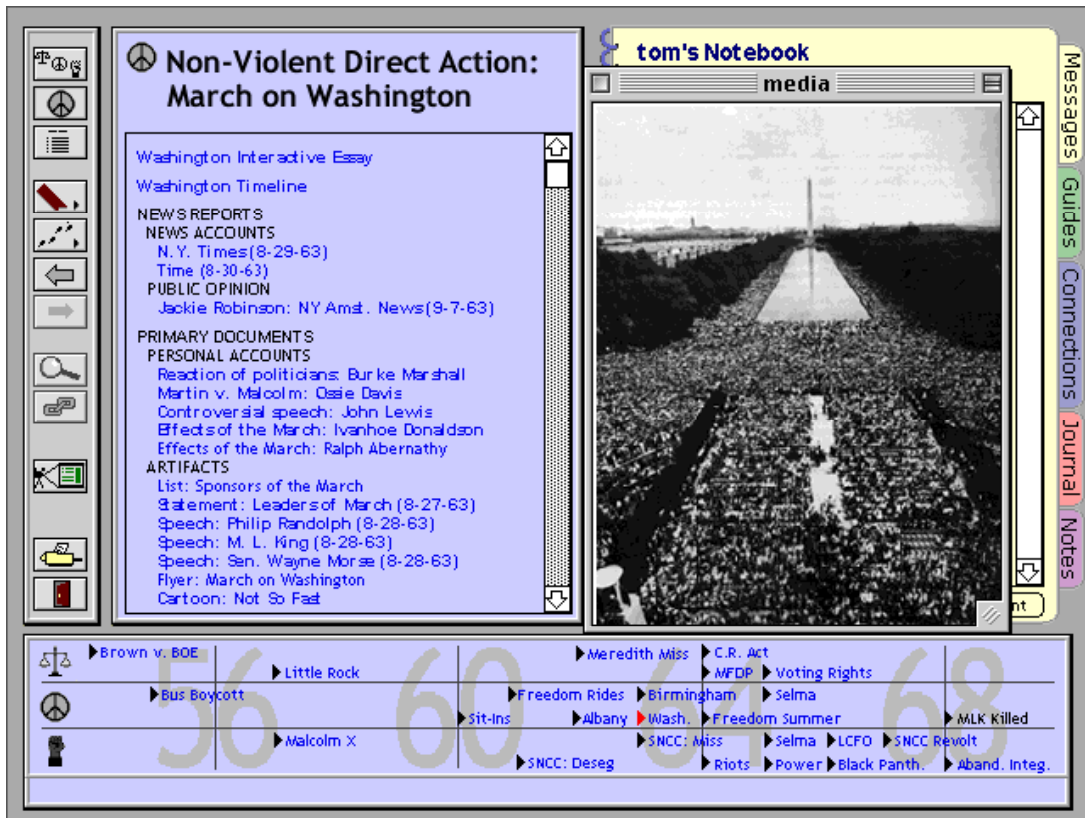 Non-Violent Direct Action:
March on Washington
Washington Interactive Essay
Washington Timeline
NEWS REPORTS
NEWS ACCOUNTS
N.Y. Times (8-29-63)
Time (8-30-63)
PUBLIC OPINION
Jackie Robinson: NY Amst. News (9-7-63)
PRIMARY DOCUMENTS
PERSONAL ACCOUNTS
Reaction of politicians: Burke Marshall
Martin v. Malcolm: Ossie Davis
Controversial speech: John Lewis
Effects of the March: Ivanhoe Donaldson
Effects of the March: Ralph Abernathy
ARTIFACTS
List: Sponsors of the March
Statement: Leaders of March (8-27-63)
Speech: Philip Randolph (8-28-63)
Speech: M. L. King (8-28-63)
Speech: Sen. Wayne Morse (8-28-63)
Flyer: March on Washington
Cartoon: Not So Fast
tom's Notebook
media
nt
Messages
Guides
Connections
Journal
Notes
56 60 64 68
Brown v. BOE
Meredith Miss
C.R. Act
Little Rock
MFDP
Voting Rights
Bus Boycott
Freedom Rides
Birmingham
Selma
Sit-Ins
Albany
Wash.
Freedom Summer
MLK Killed
Malcolm X
SNCC: Miss
Selma
LCFO
SNCC Revolt
SNCC: Deseg
Riots
Power
Black Panth.
Aband. Integ.